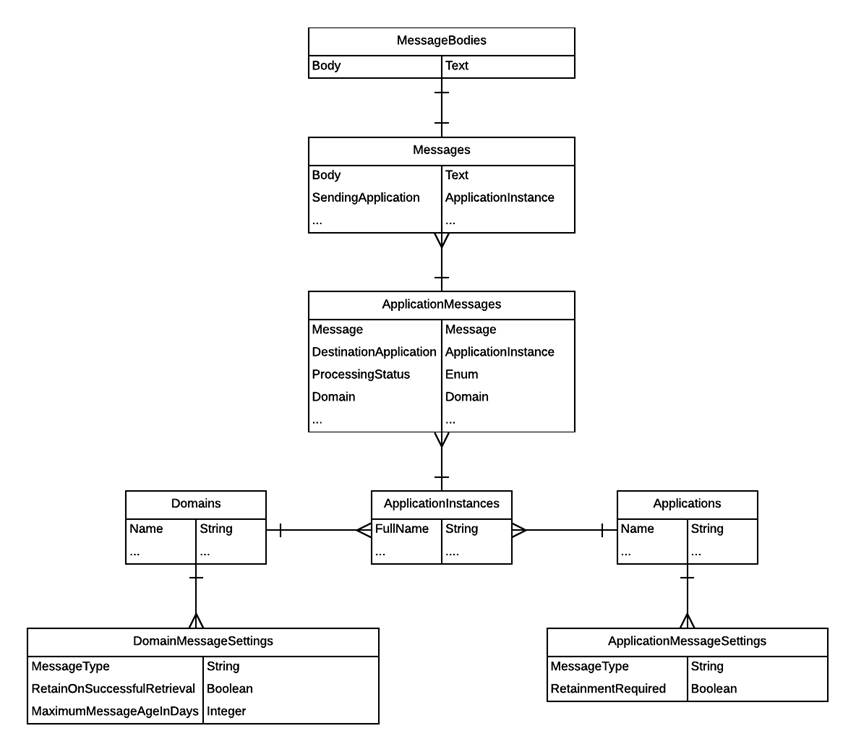 MessageBodies
Body Text
Messages
Body Text
SendingApplication ApplicationInstance
... ...
ApplicationMessages
Message Message
DestinationApplication ApplicationInstance
ProcessingStatus Enum
Domain Domain
... ...
Domains
Name String
... ...
ApplicationInstances
FullName String
... ....
Applications
Name String
... ...
DomainMessageSettings
MessageType String
RetainOnSuccessfulRetrieval Boolean
MaximumMessageAgeInDays Integer
ApplicationMessageSettings
MessageType String
RetainmentRequired Boolean